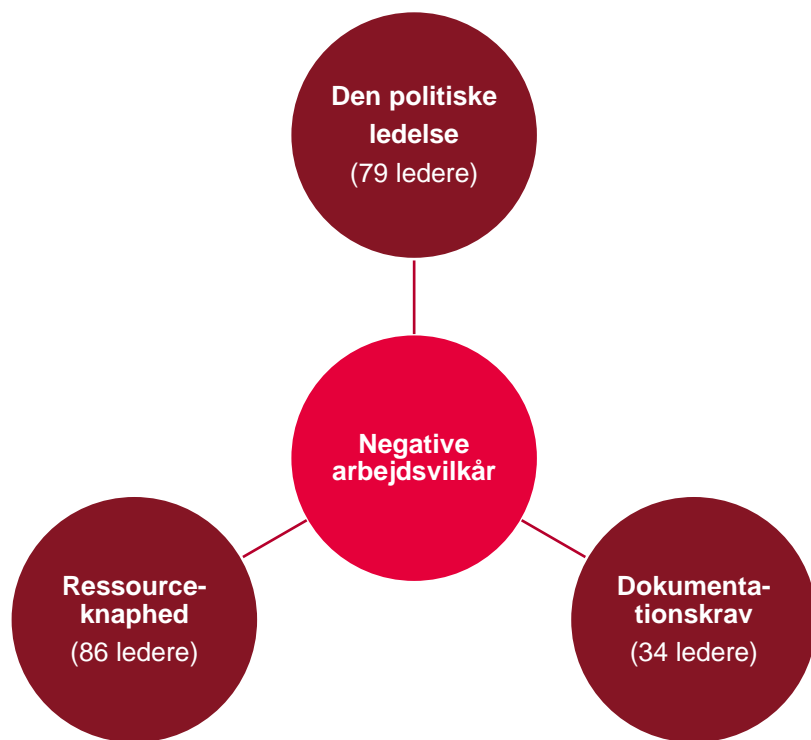 Den politiske
ledelse
(79 ledere)
Negative
arbejdsvilkår
Ressource-
knaphed
(86 ledere)
Dokumenta-
tionskrav
(34 ledere)